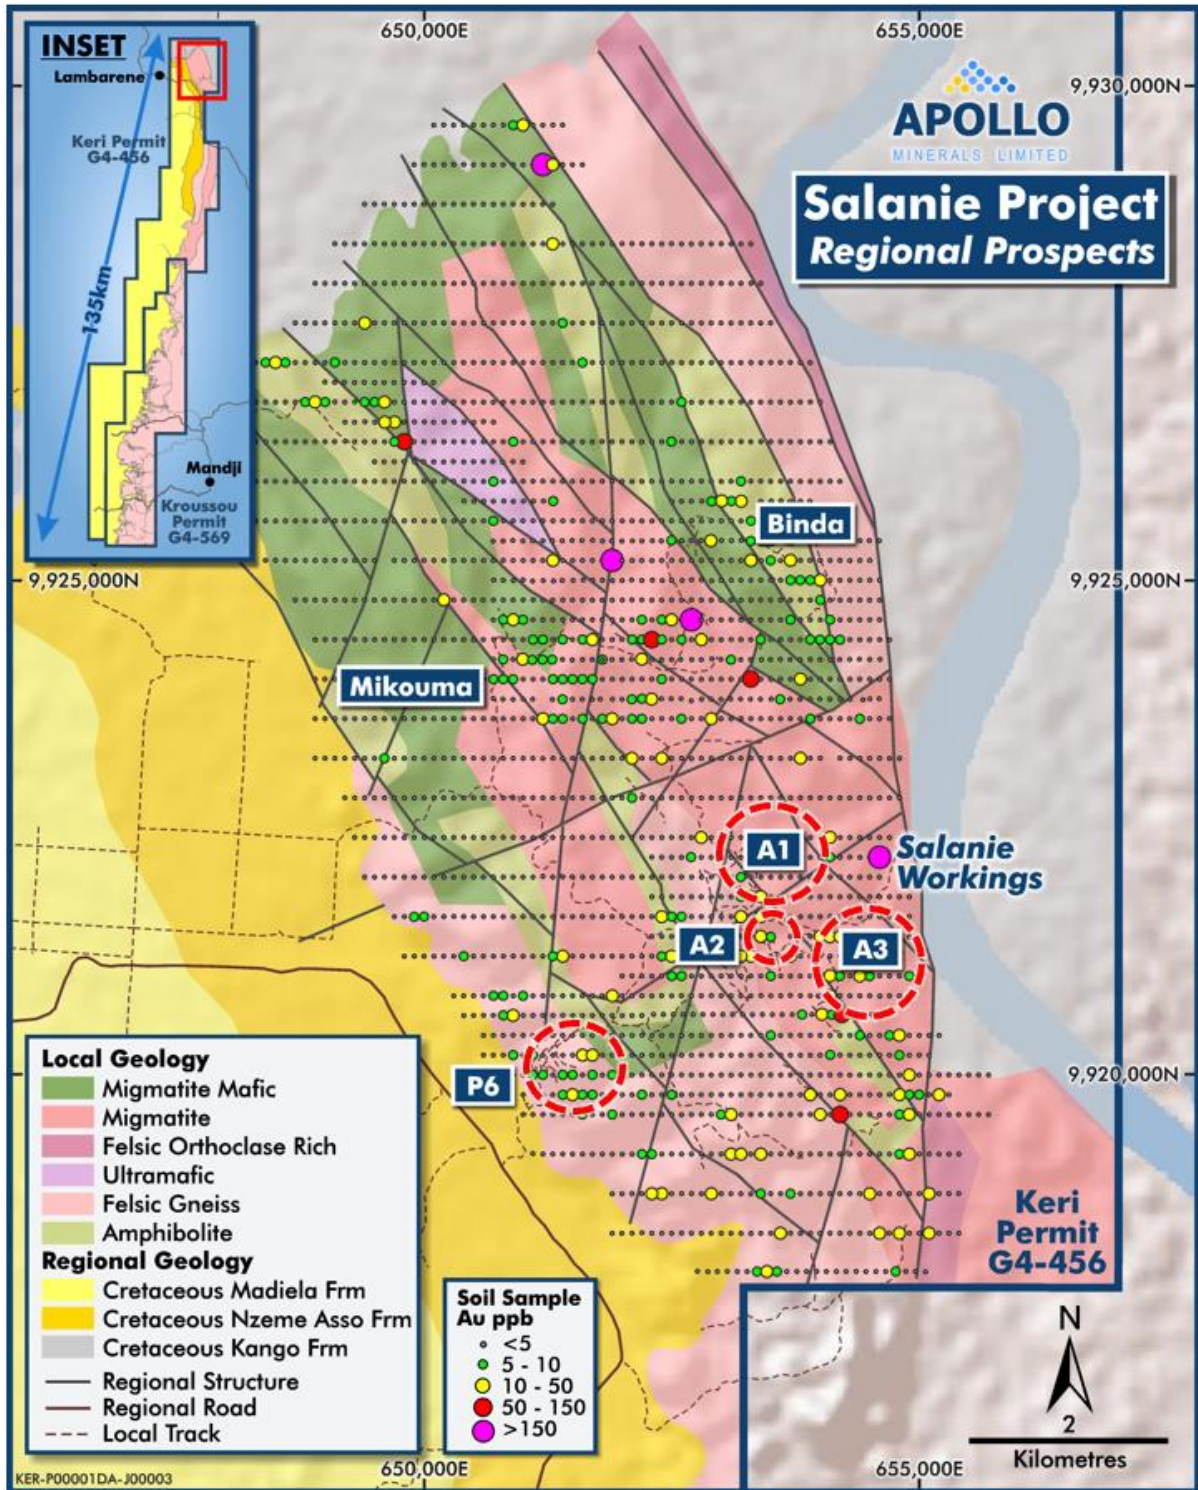 650,000E
655,000E
INSET
Lambarene
Keri Permit
G4-456
135km
Mandji
Kroussou
Permit
G4-569
9,930,000N
APOLLO
MINERALS LIMITED
Salanie Project
Regional Prospects
Binda
9,925,000N
9,925,000N
Mikouma
A1
Salanie
Workings
A2
A3
P6
9,920,000N
Local Geology
Migmatite Mafic
Migmatite
Felsic Orthoclase Rich
Ultramafic
Felsic Gneiss
Amphibolite
Regional Geology
Cretaceous Madiela Frm
Cretaceous Nzeme Asso Frm
Cretaceous Kango Frm
Regional Structure
Regional Road
Local Track
Soil Sample
Au ppb
<5
5 - 10
10 - 50
50 - 150
>150
Keri
Permit
G4-456
N
2
Kilometres
KER-P00001DA-J00003
650,000E
655,000E